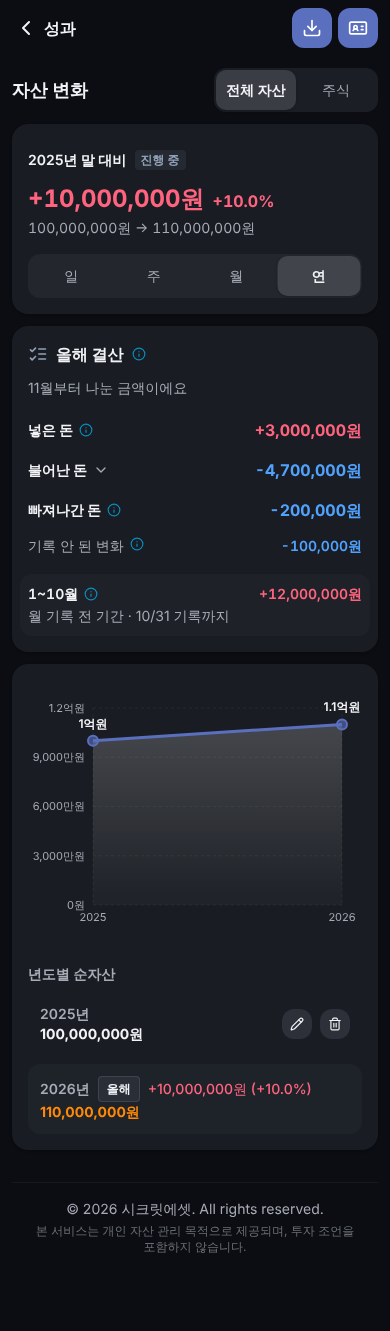 성과
자산 변화
전체 자산 주식
2025년 말 대비 진행 중
+10,000,000원 +10.0%
100,000,000원 → 110,000,000원
일 주 월 연
올해 결산
11월부터 나눈 금액이에요
넣은 돈 +3,000,000원
불어난 돈 -4,700,000원
빠져나간 돈 -200,000원
기록 안 된 변화 -100,000원
1~10월 +12,000,000원
월 기록 전 기간 · 10/31 기록까지
1.2억원
1.1억원
1억원
9,000만원
6,000만원
3,000만원
0원
2025 2026
년도별 순자산
2025년
100,000,000원
2026년 올해 +10,000,000원 (+10.0%)
110,000,000원
© 2026 시크릿에셋. All rights reserved.
본 서비스는 개인 자산 관리 목적으로 제공되며, 투자 조언을
포함하지 않습니다.